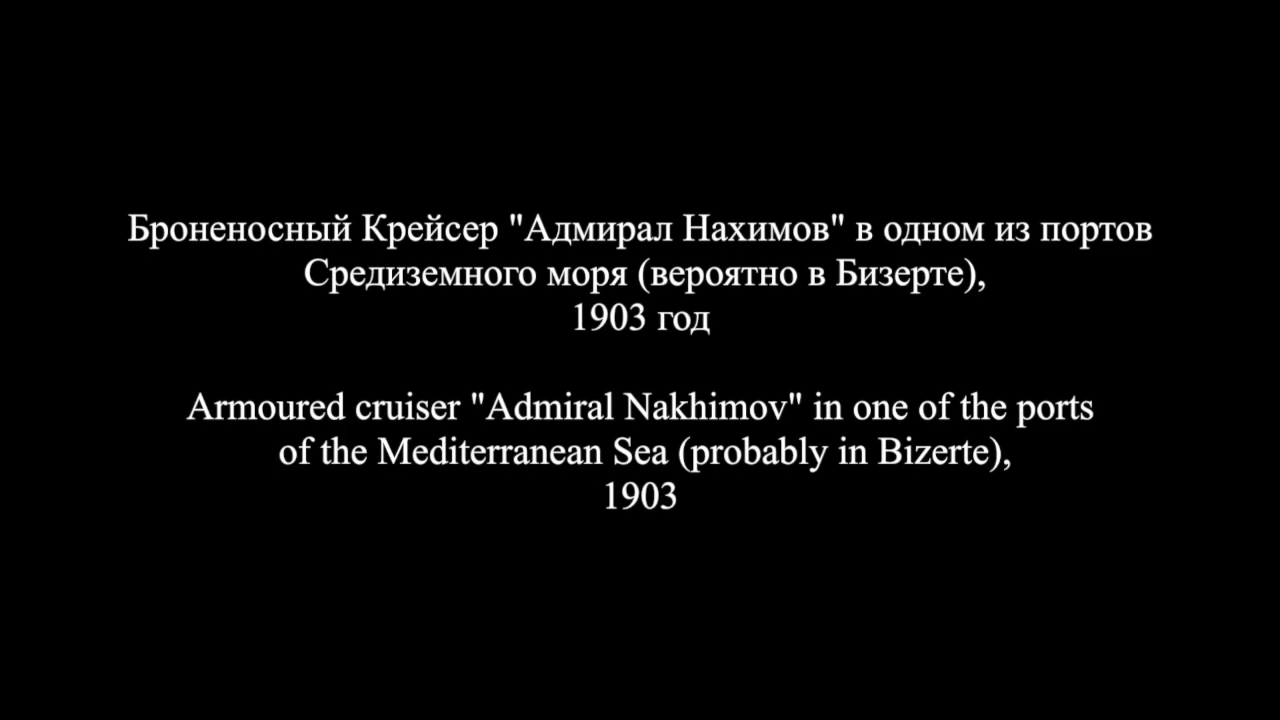 Броненосный Крейсер "Адмирал Нахимов" в одном из портов
Средиземного моря (вероятно в Бизерте),
1903 год
Armoured cruiser "Admiral Nakhimov" in one of the ports
of the Mediterranean Sea (probably in Bizerte),
1903